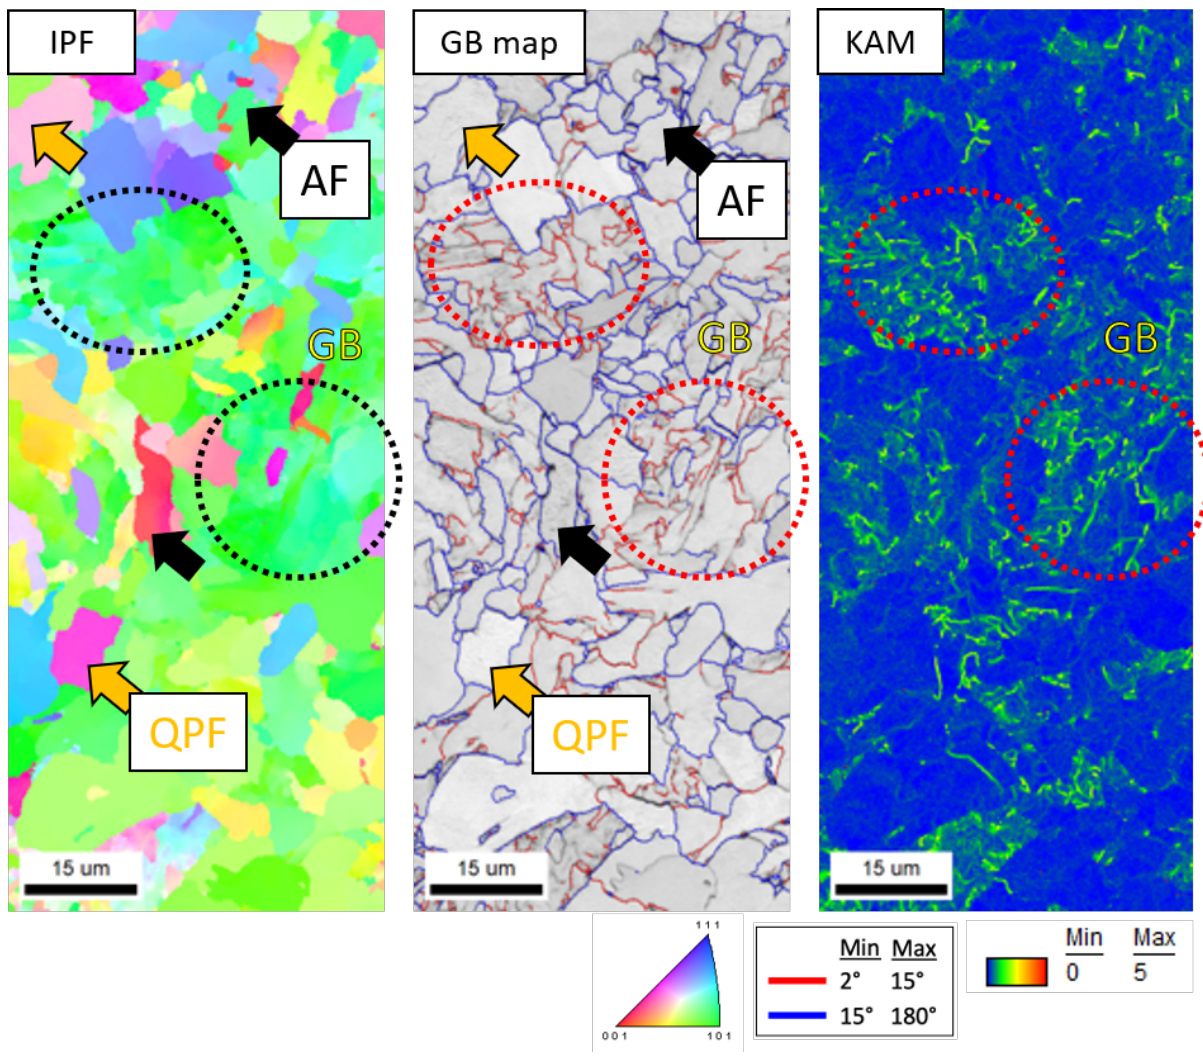 IPF
GB map
KAM
AF
AF
GB
GB
GB
QPF
QPF
15 um
15 um
15 um
111
001
101
Min Max
2° 15°
15° 180°
Min Max
0 5